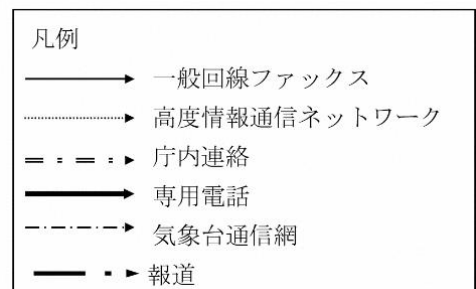 凡例
一般回線ファックス
高度情報通信ネットワーク
庁内連絡
専用電話
気象台通信網
報道